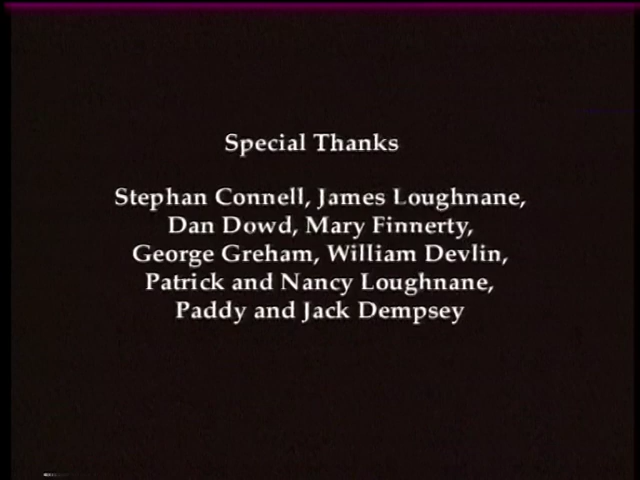 Special Thanks
Stephan Connell, James Loughnane,
Dan Dowd, Mary Finnerty,
George Greham, William Devlin,
Patrick and Nancy Loughnane,
Paddy and Jack Dempsey